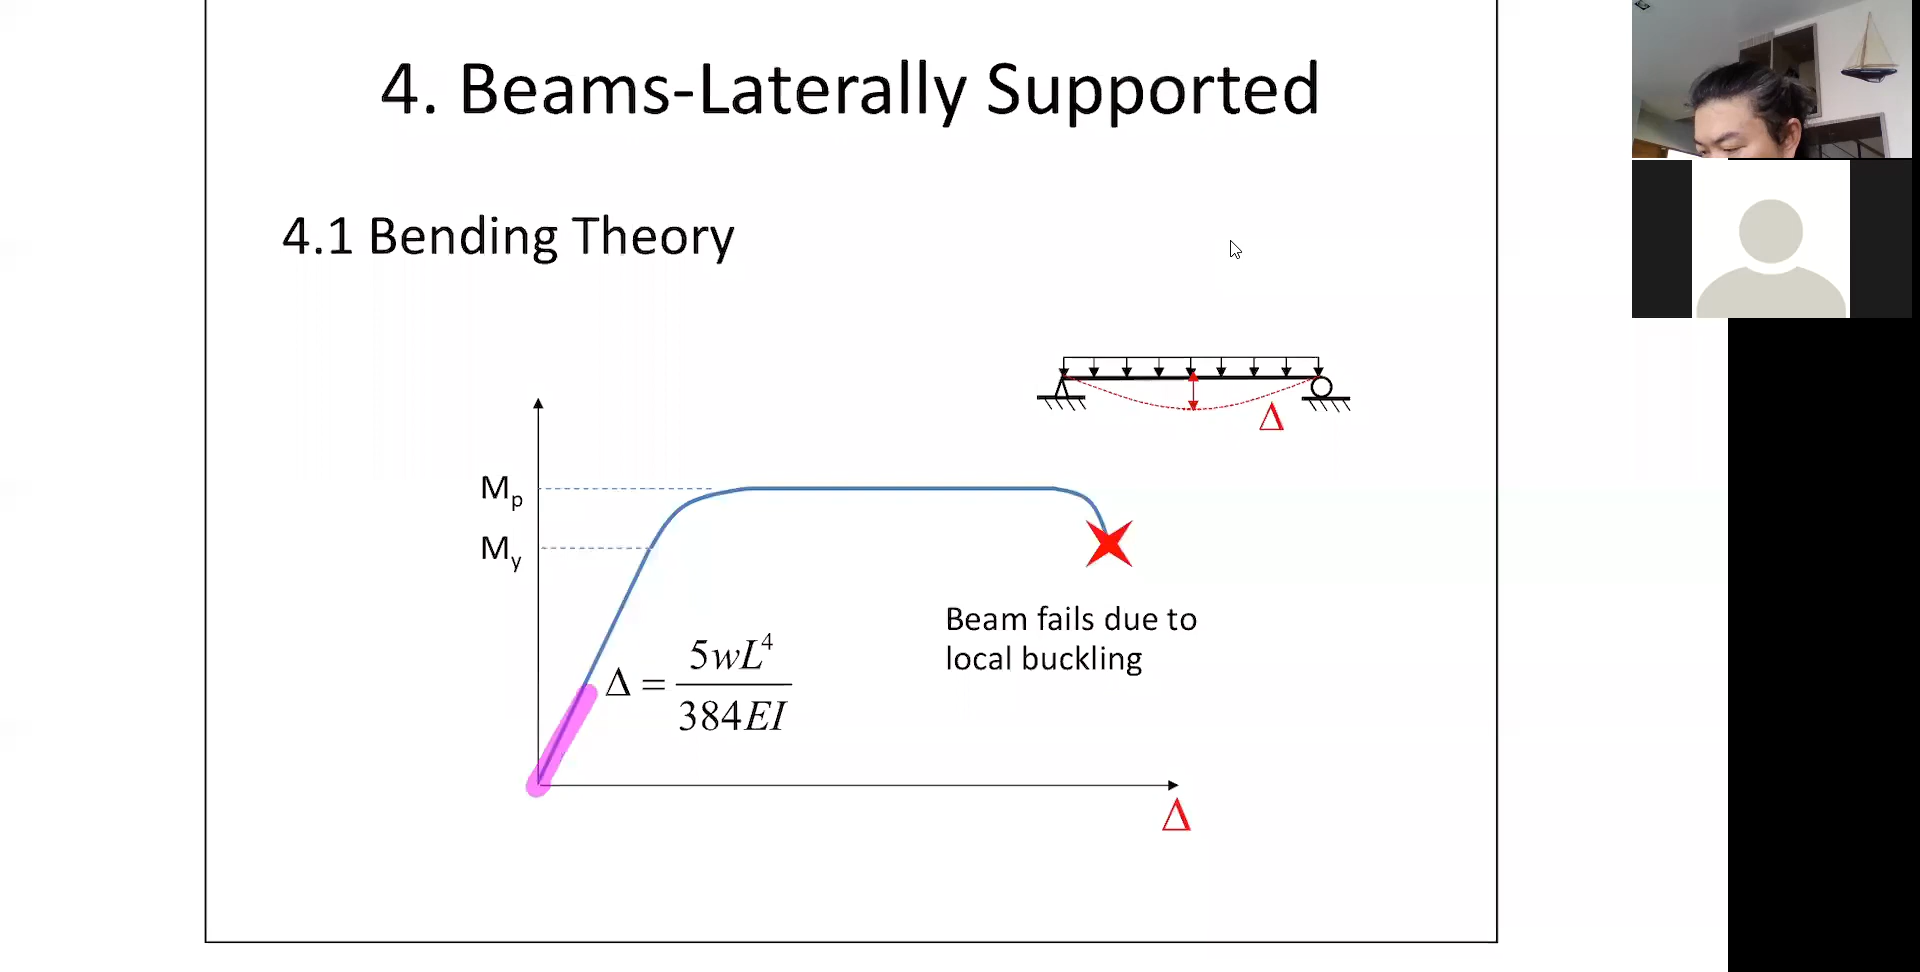 4. Beams-Laterally Supported
4.1 Bending Theory
Δ
Mp
My
Beam fails due to
local buckling
Δ = 5wL⁴ / 384EI
Δ